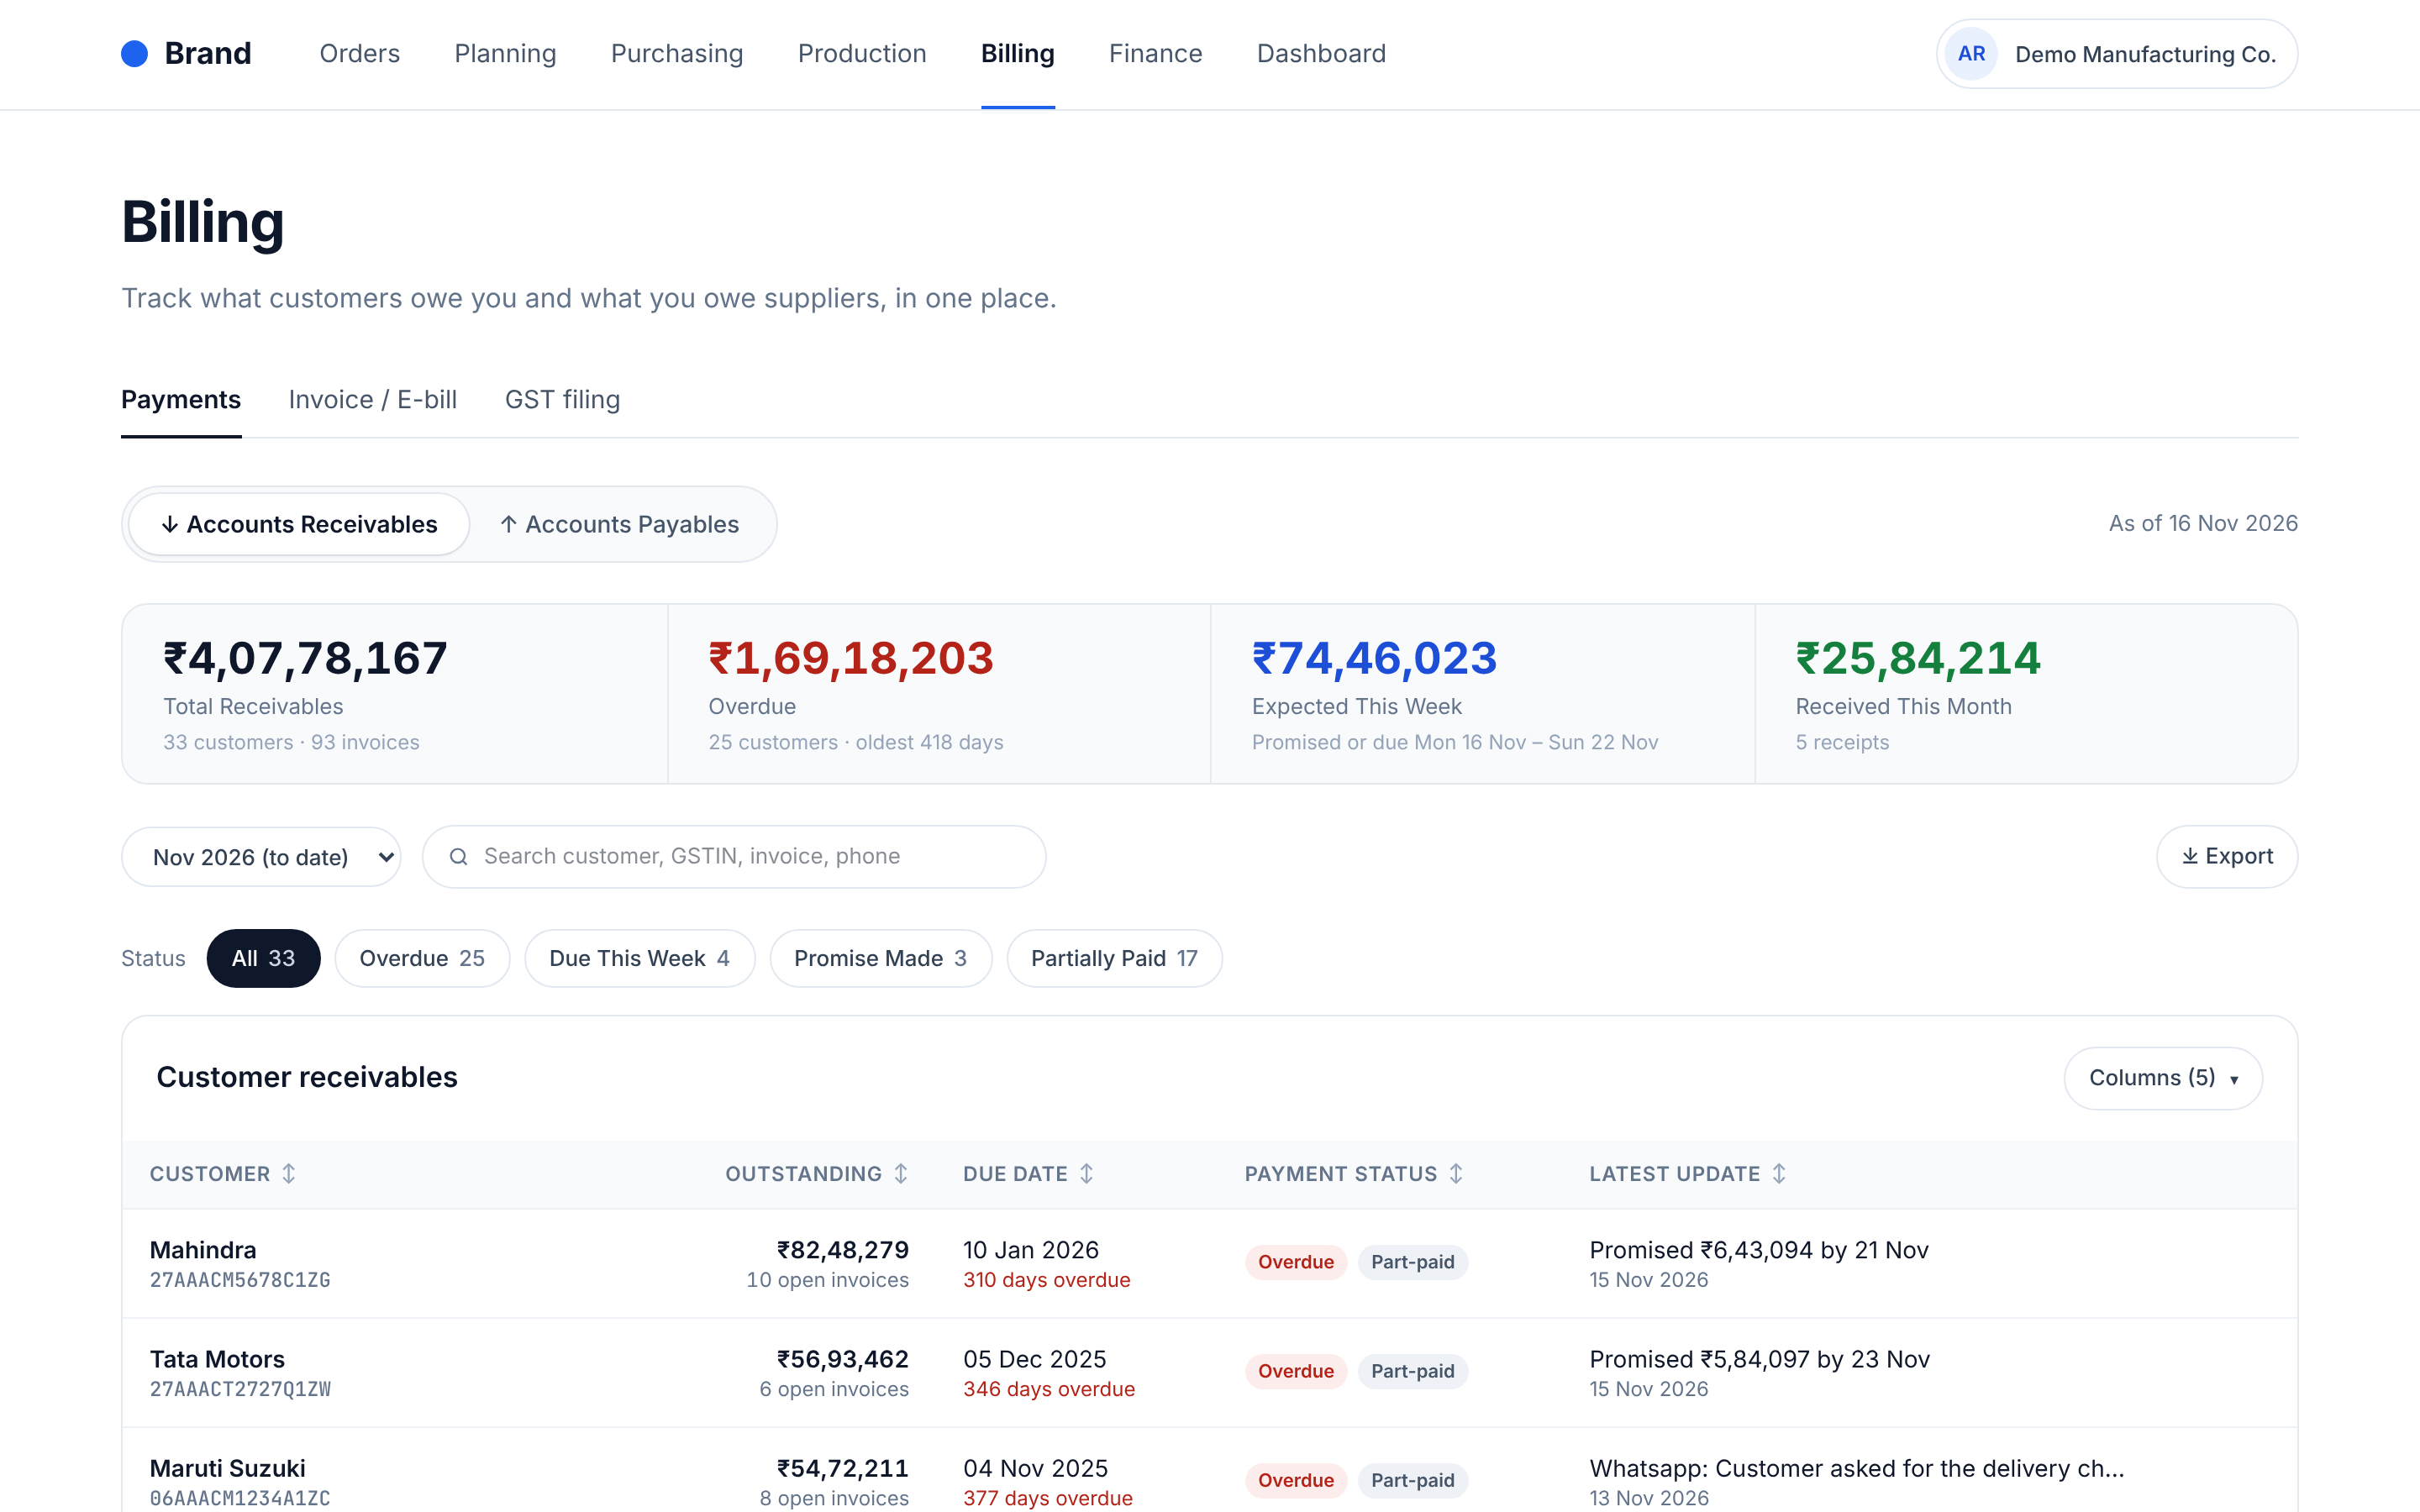 Brand Orders Planning Purchasing Production Billing Finance Dashboard AR Demo Manufacturing Co.
Billing
Track what customers owe you and what you owe suppliers, in one place.
Payments Invoice / E-bill GST filing
↓ Accounts Receivables ↑ Accounts Payables As of 16 Nov 2026
₹4,07,78,167 ₹1,69,18,203 ₹74,46,023 ₹25,84,214
Total Receivables Overdue Expected This Week Received This Month
33 customers · 93 invoices 25 customers · oldest 418 days Promised or due Mon 16 Nov – Sun 22 Nov 5 receipts
Nov 2026 (to date) Search customer, GSTIN, invoice, phone Export
Status All 33 Overdue 25 Due This Week 4 Promise Made 3 Partially Paid 17
Customer receivables Columns (5) ▾
CUSTOMER ↕ OUTSTANDING ↕ DUE DATE ↕ PAYMENT STATUS ↕ LATEST UPDATE ↕
Mahindra ₹82,48,279 10 Jan 2026 Overdue Part-paid Promised ₹6,43,094 by 21 Nov
27AAACM5678C1ZG 10 open invoices 310 days overdue 15 Nov 2026
Tata Motors ₹56,93,462 05 Dec 2025 Overdue Part-paid Promised ₹5,84,097 by 23 Nov
27AAACT2727Q1ZW 6 open invoices 346 days overdue 15 Nov 2026
Maruti Suzuki ₹54,72,211 04 Nov 2025 Overdue Part-paid Whatsapp: Customer asked for the delivery ch...
06AAACM1234A1ZC 8 open invoices 377 days overdue 13 Nov 2026